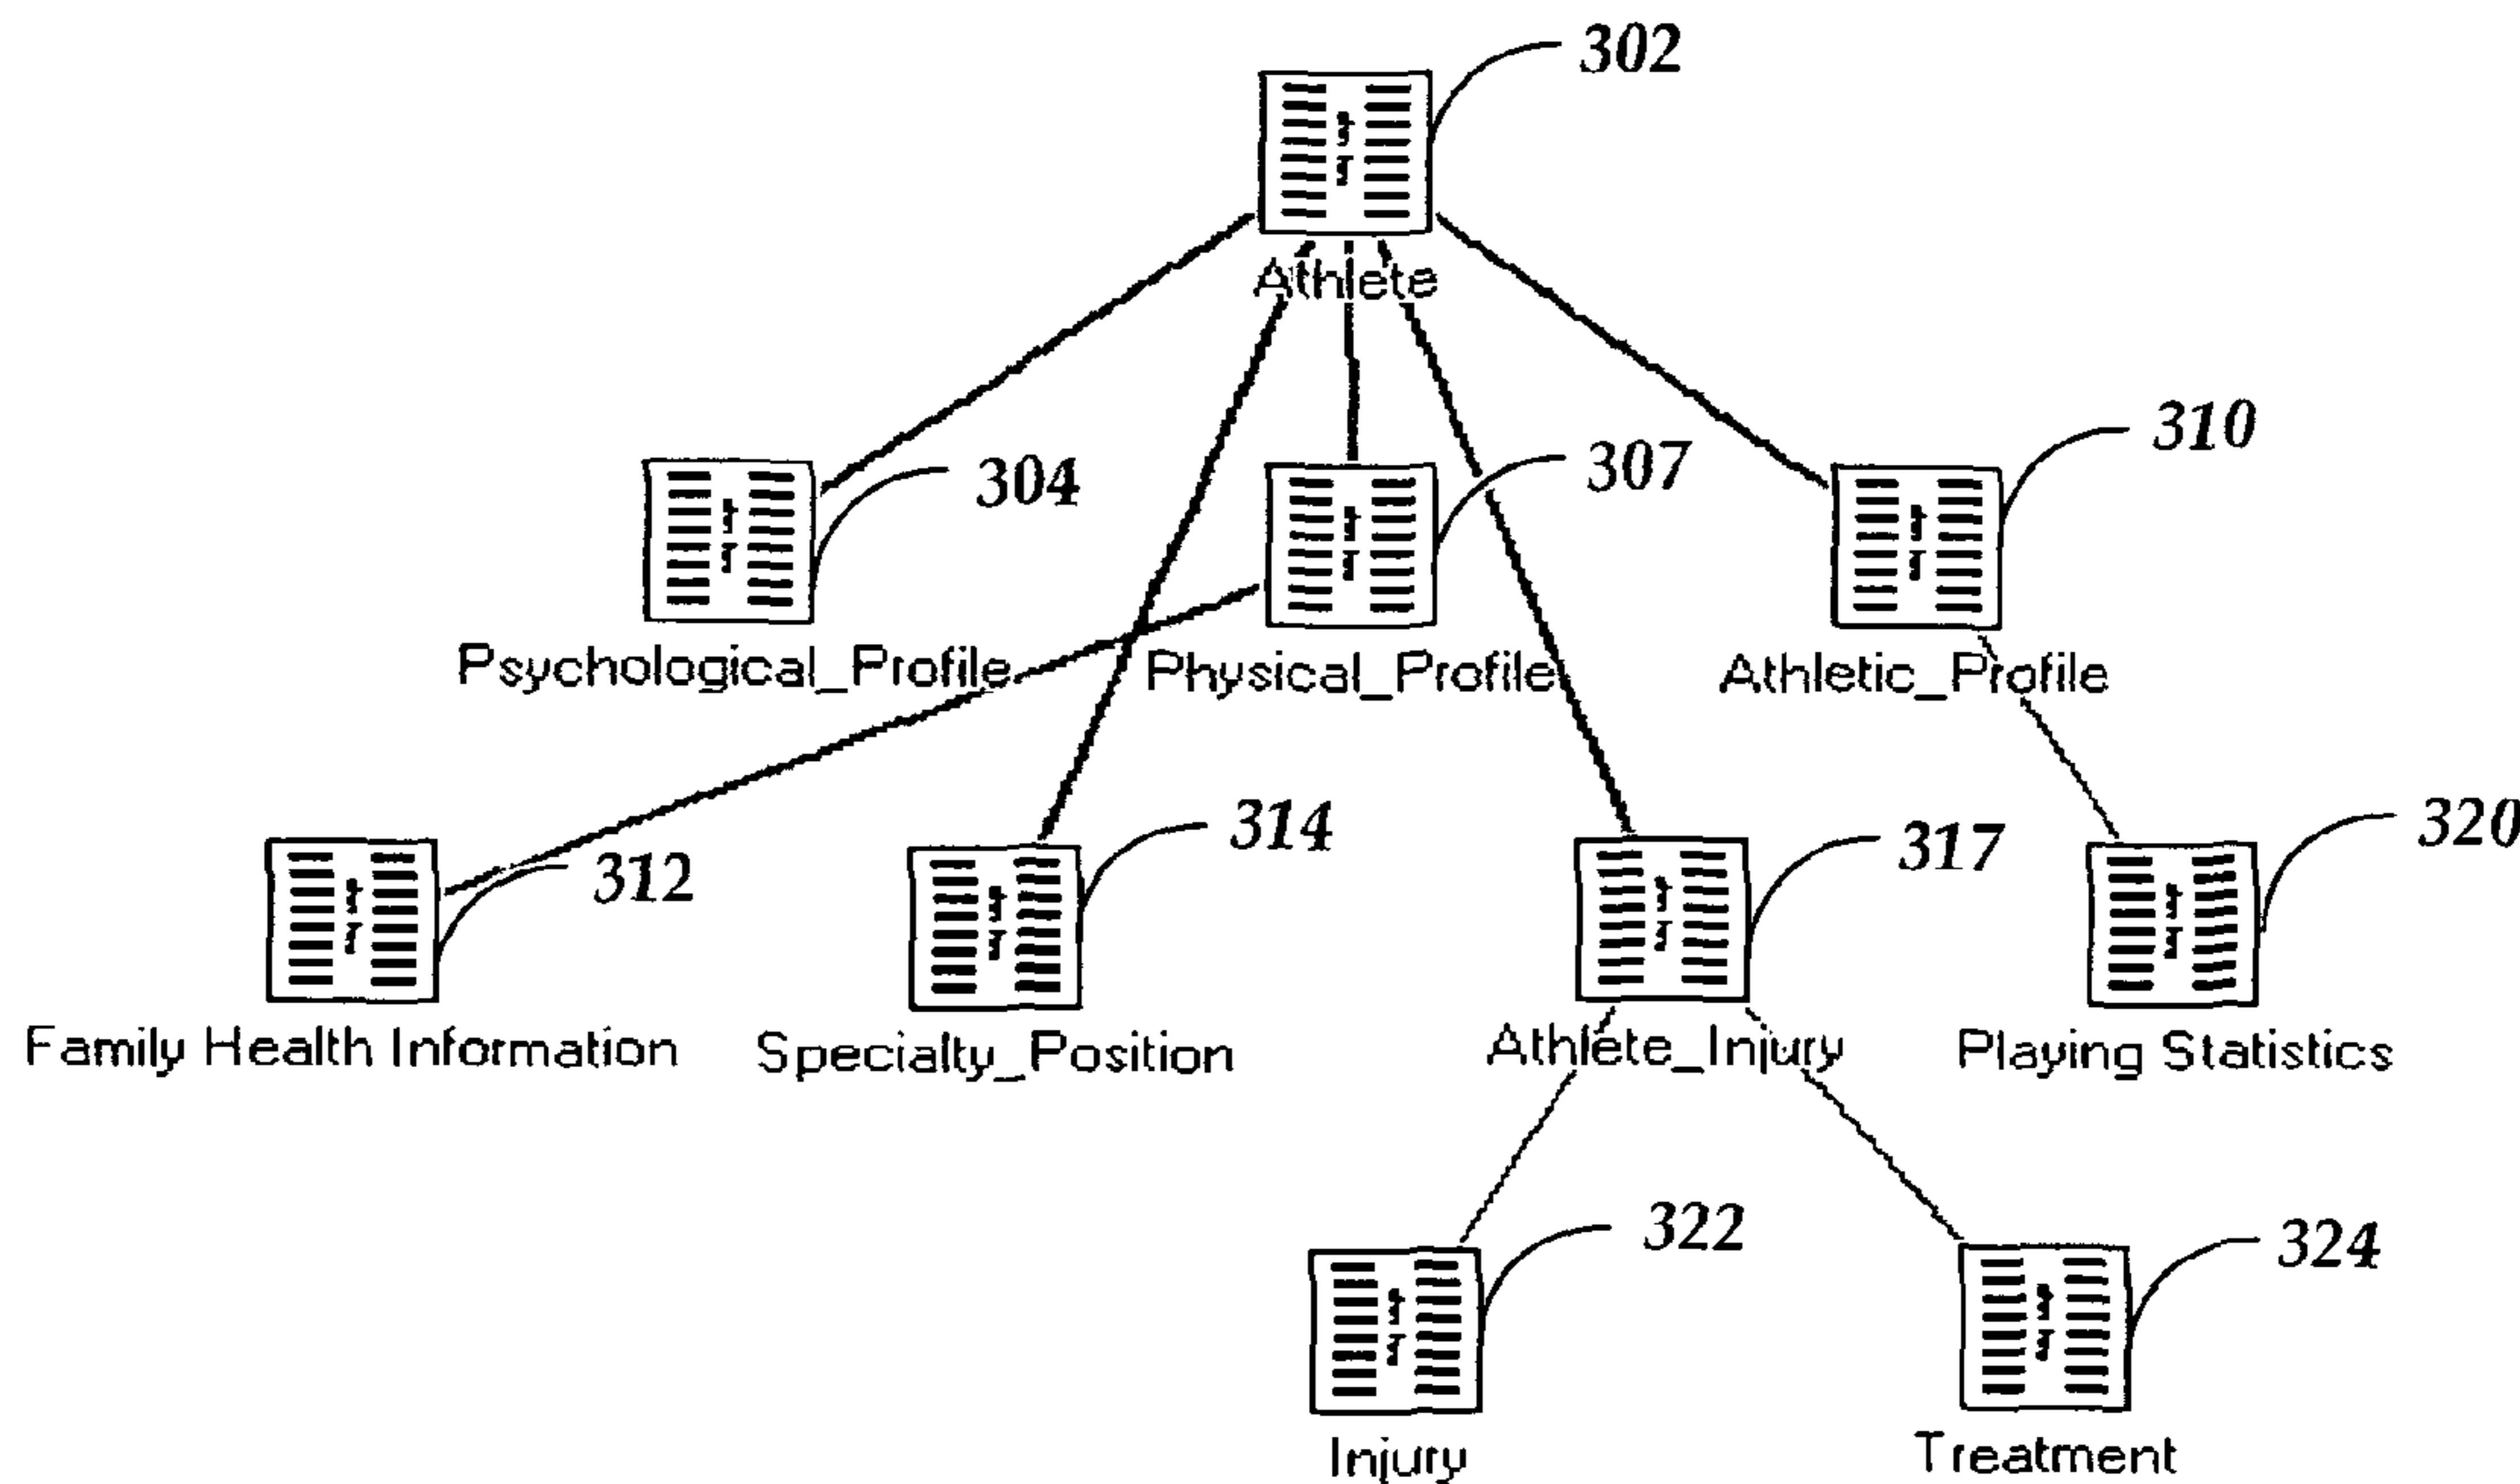 302
Athlete
304
307
310
Psychological_Profile
Physical_Profile
Athletic_Profile
312
314
317
320
Family Health Information
Specialty_Position
Athlete_Injury
Playing Statistics
322
324
Injury
Treatment